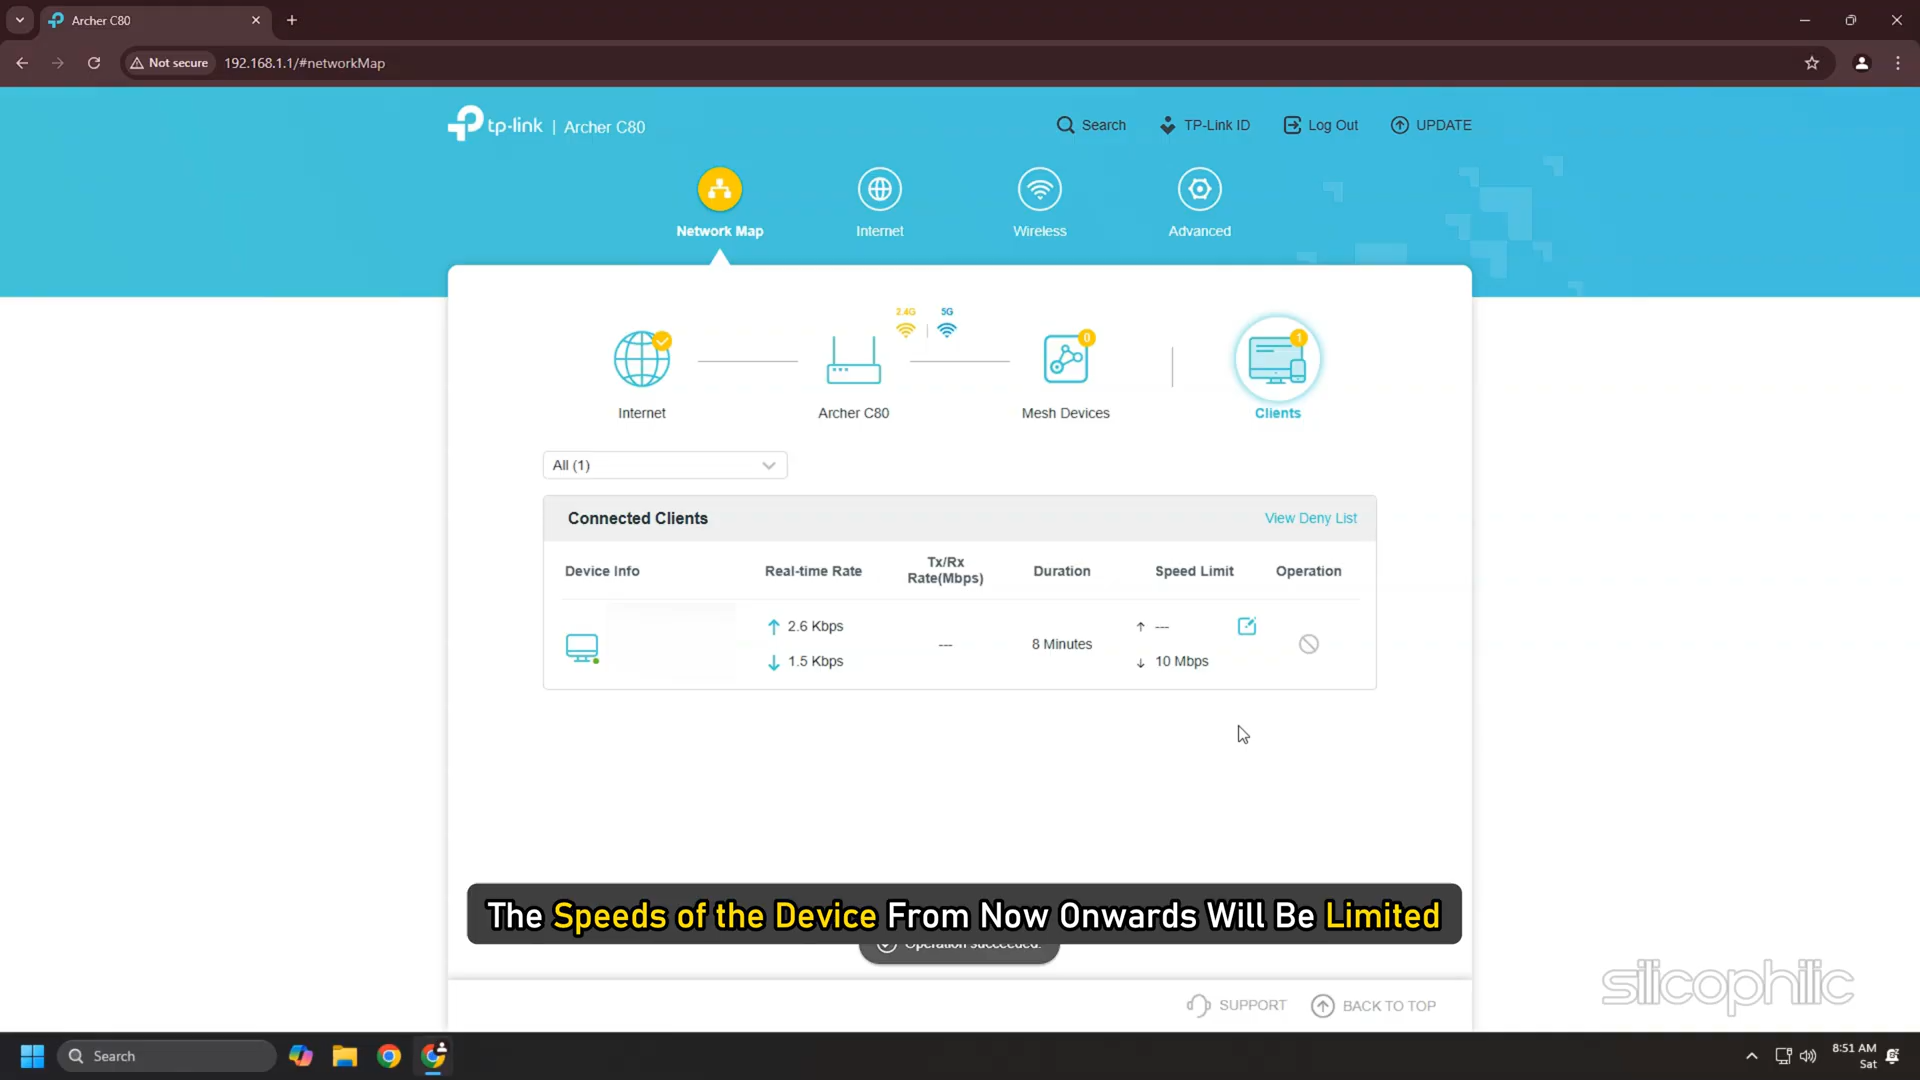 Archer C80
Not secure
192.168.1.1/#networkMap
tp-link | Archer C80
Search
TP-Link ID
Log Out
UPDATE
Network Map
Internet
Wireless
Advanced
2.4G
5G
0
1
Internet
Archer C80
Mesh Devices
Clients
All (1)
Connected Clients
View Deny List
Device Info
Real-time Rate
Tx/Rx
Rate(Mbps)
Duration
Speed Limit
Operation
2.6 Kbps
1.5 Kbps
---
8 Minutes
---
10 Mbps
The Speeds of the Device From Now Onwards Will Be Limited
Operation succeeded.
SUPPORT
BACK TO TOP
silicophilic
Search
8:51 AM
Sat